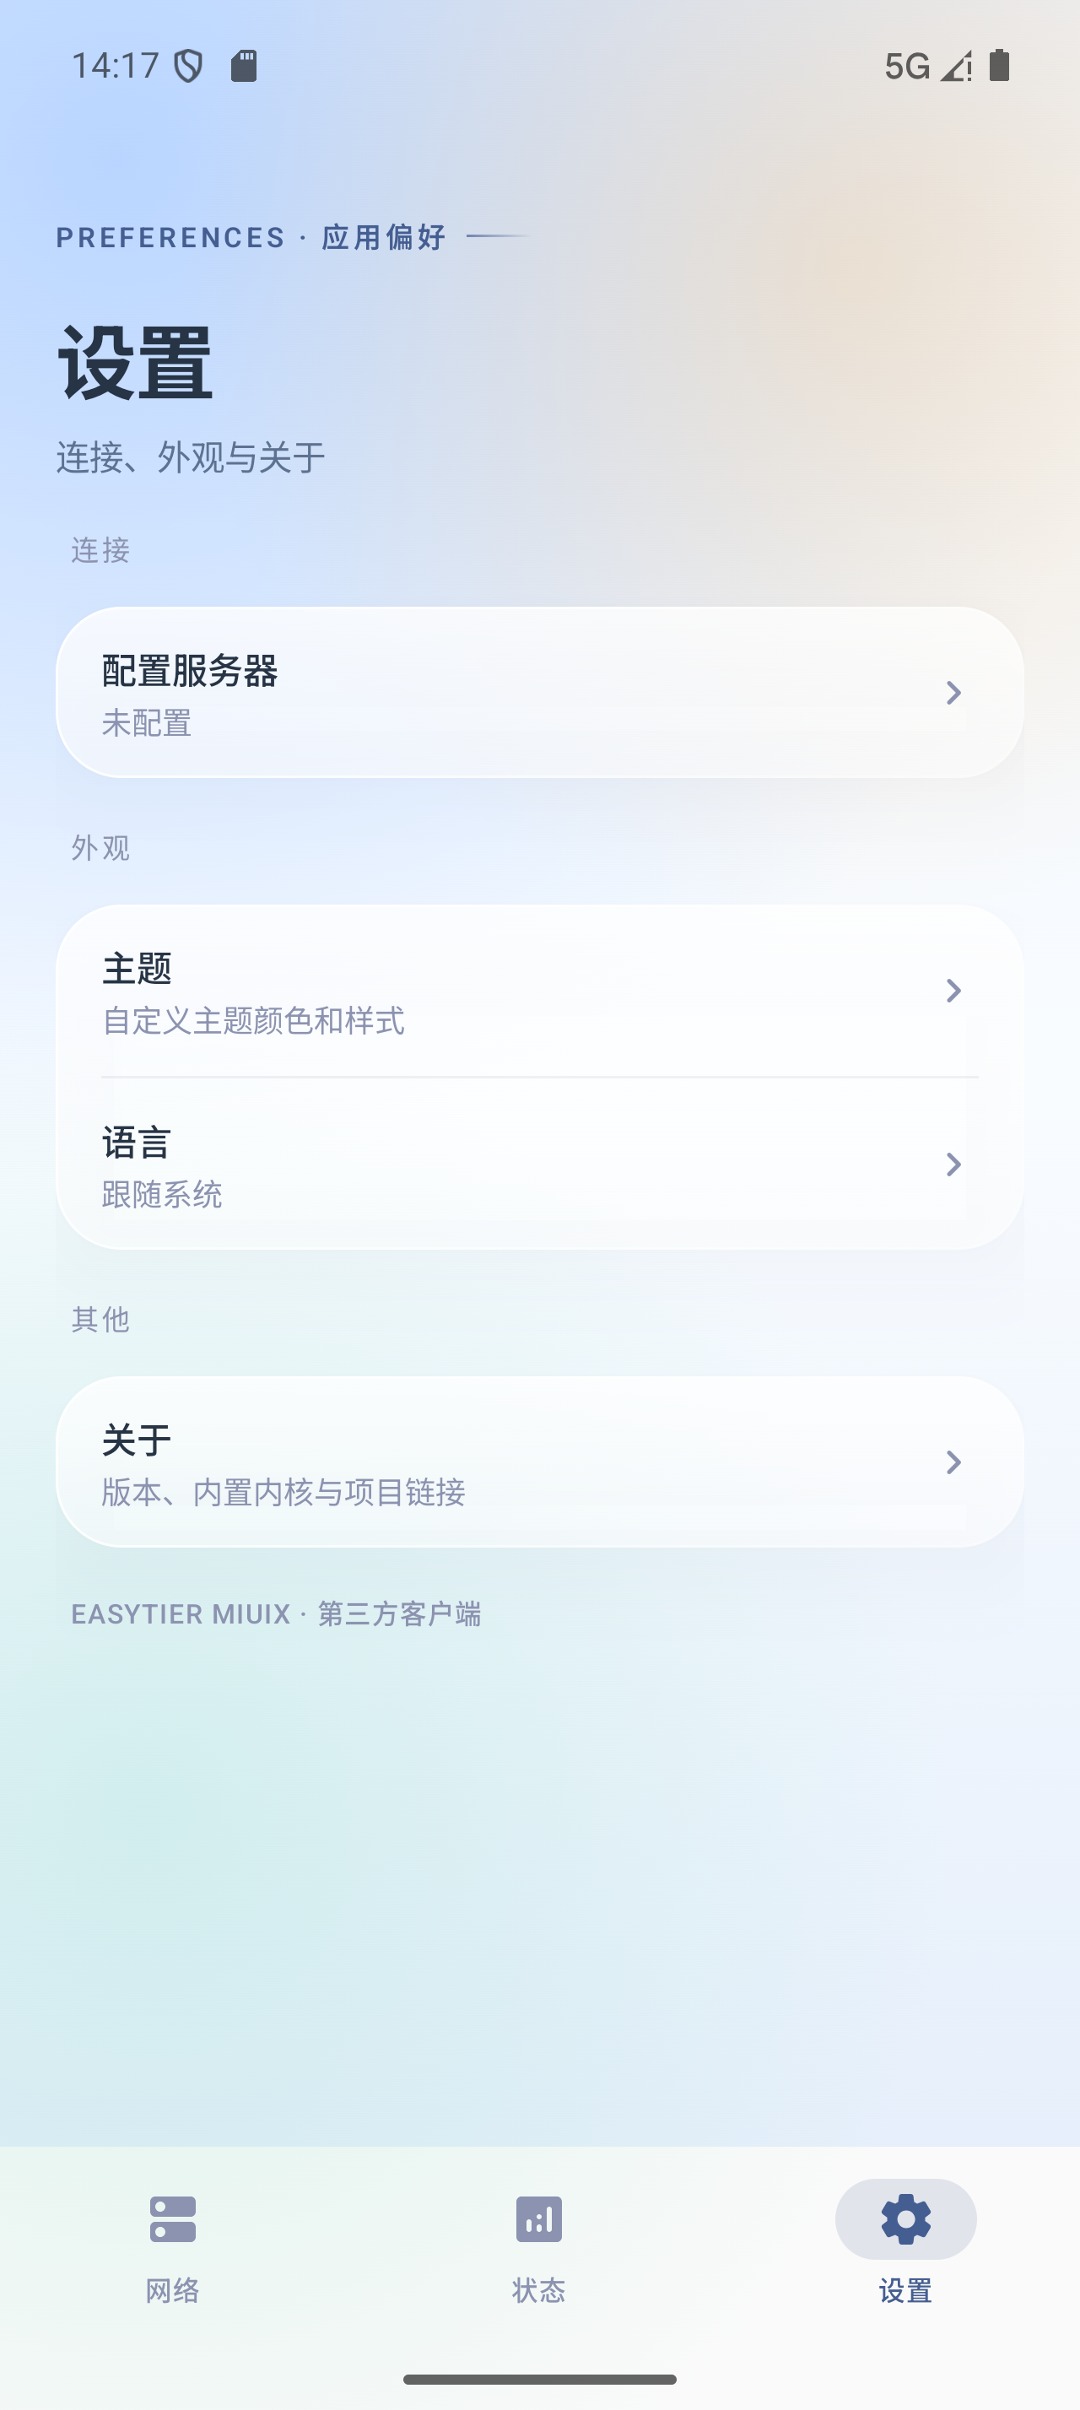 14:17
5G
PREFERENCES · 应用偏好
设置
连接、外观与关于
连接
配置服务器
未配置
外观
主题
自定义主题颜色和样式
语言
跟随系统
其他
关于
版本、内置内核与项目链接
EASYTIER MIUIX · 第三方客户端
网络
状态
设置